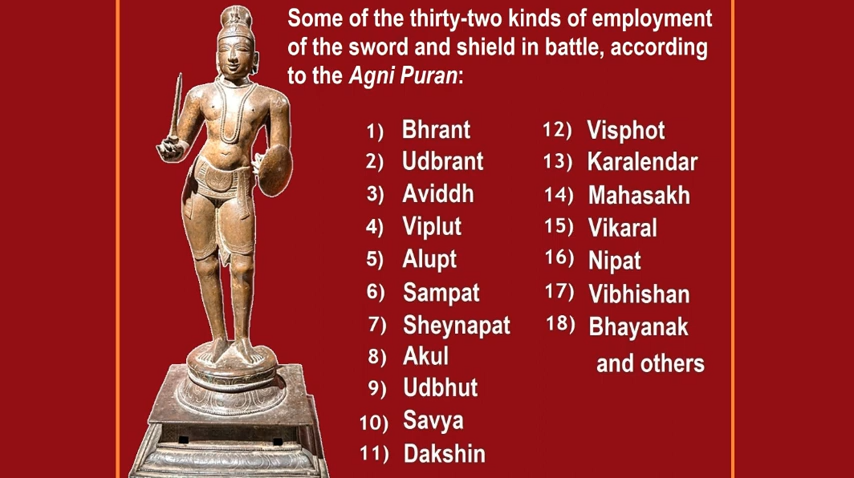 Some of the thirty-two kinds of employment
of the sword and shield in battle, according
to the Agni Puran:
1) Bhrant
2) Udbrant
3) Aviddh
4) Viplut
5) Alupt
6) Sampat
7) Sheynapat
8) Akul
9) Udbhut
10) Savya
11) Dakshin
12) Visphot
13) Karalendar
14) Mahasakh
15) Vikaral
16) Nipat
17) Vibhishan
18) Bhayanak
and others